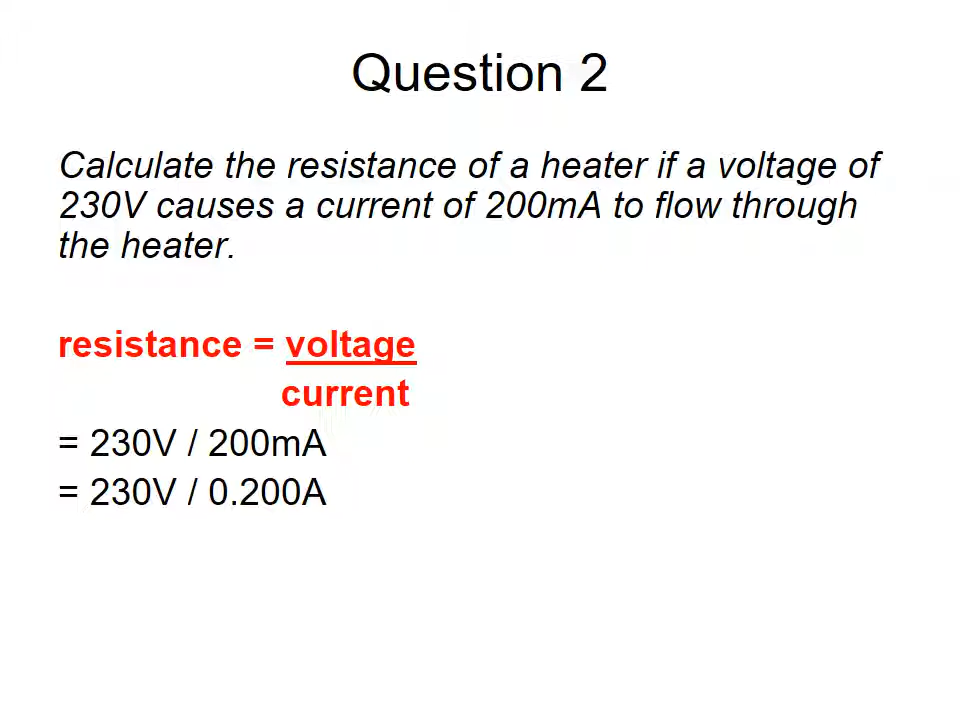 Question 2
Calculate the resistance of a heater if a voltage of
230V causes a current of 200mA to flow through
the heater.
resistance = voltage
current
= 230V / 200mA
= 230V / 0.200A